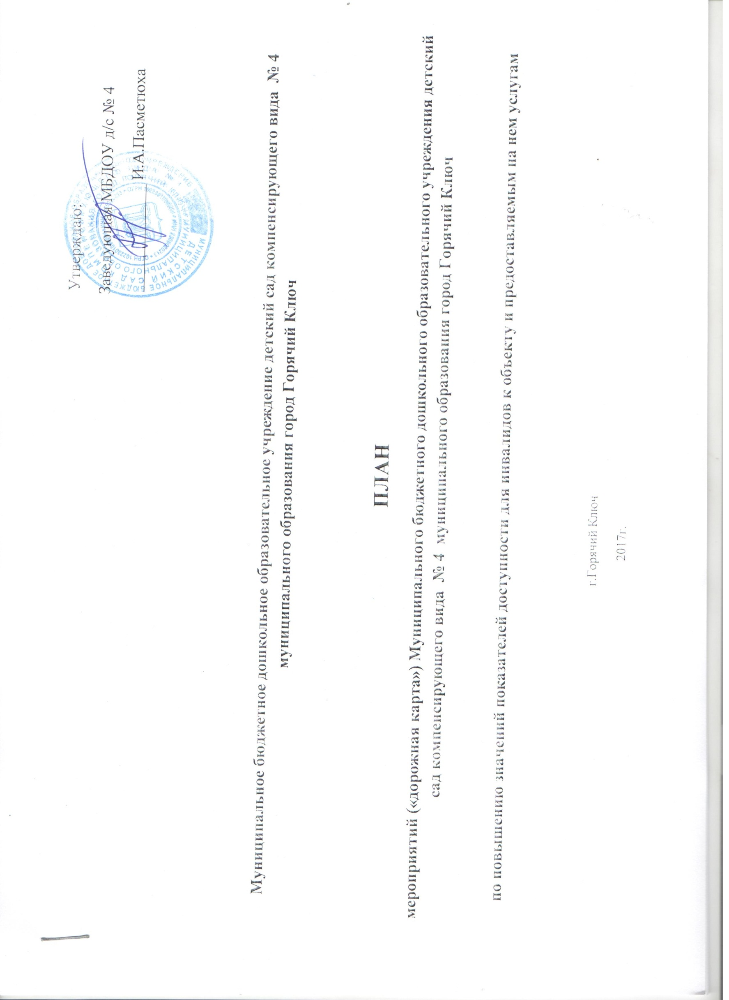 Утверждаю:
Заведующая МБДОУ д/с № 4
И.А.Пасметюха
Муниципальное бюджетное дошкольное образовательное учреждение детский сад компенсирующего вида № 4
муниципального образования город Горячий Ключ
ПЛАН
мероприятий («дорожная карта») Муниципального бюджетного дошкольного образовательного учреждения детский
сад компенсирующего вида № 4 муниципального образования город Горячий Ключ
по повышению значений показателей доступности для инвалидов к объекту и предоставляемым на нем услугам
г.Горячий Ключ
2017г.